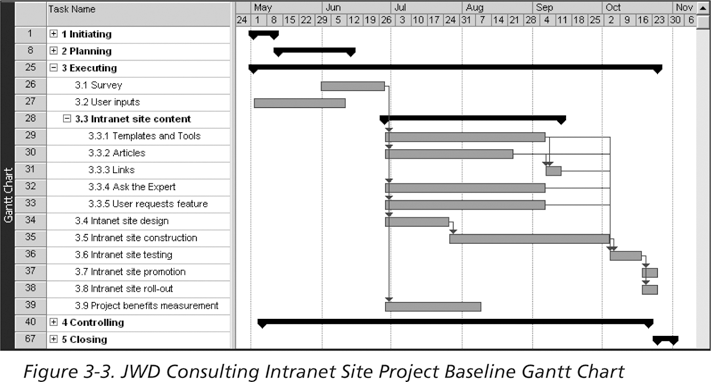 Task Name
May Jun Jul Aug Sep Oct Nov
24 1 8 15 22 29 5 12 19 26 3 10 17 24 31 7 14 21 28 4 11 18 25 2 9 16 23 30 6
1 1 Initiating
8 2 Planning
25 3 Executing
26 3.1 Survey
27 3.2 User inputs
28 3.3 Intranet site content
29 3.3.1 Templates and Tools
30 3.3.2 Articles
31 3.3.3 Links
32 3.3.4 Ask the Expert
33 3.3.5 User requests feature
34 3.4 Intanet site design
35 3.5 Intranet site construction
36 3.6 Intranet site testing
37 3.7 Intranet site promotion
38 3.8 Intranet site roll-out
39 3.9 Project benefits measurement
40 4 Controlling
67 5 Closing
Gantt Chart
Figure 3-3. JWD Consulting Intranet Site Project Baseline Gantt Chart